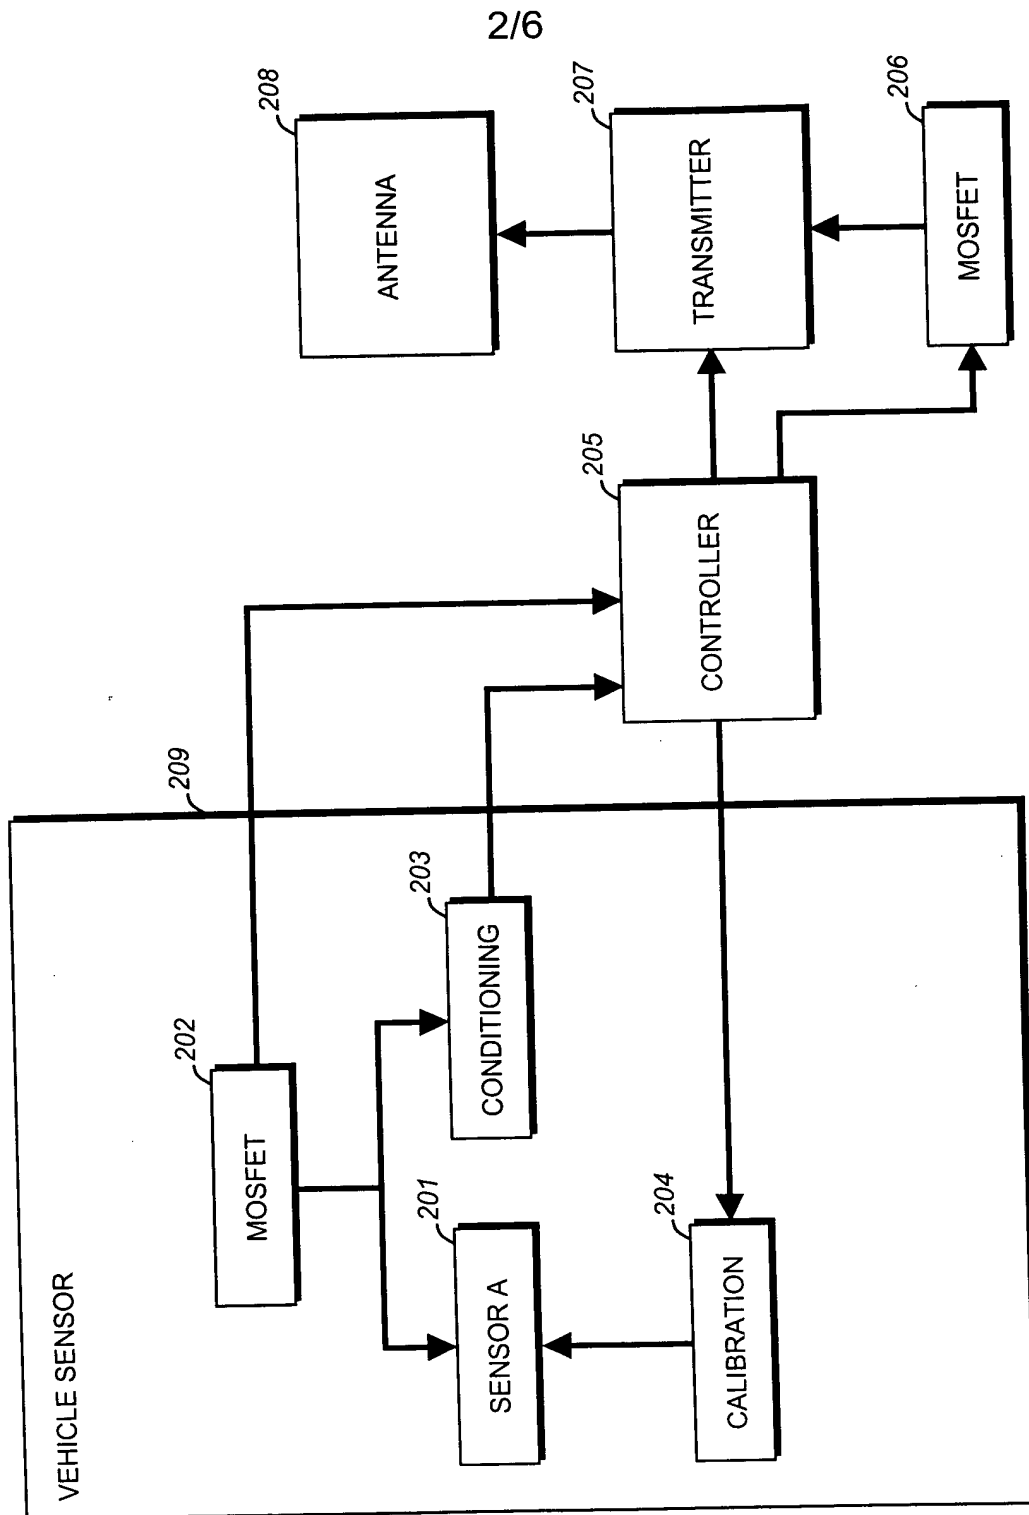 2/6
VEHICLE SENSOR
209
MOSFET
202
SENSOR A
201
CONDITIONING
203
CALIBRATION
204
CONTROLLER
205
ANTENNA
208
TRANSMITTER
207
MOSFET
206